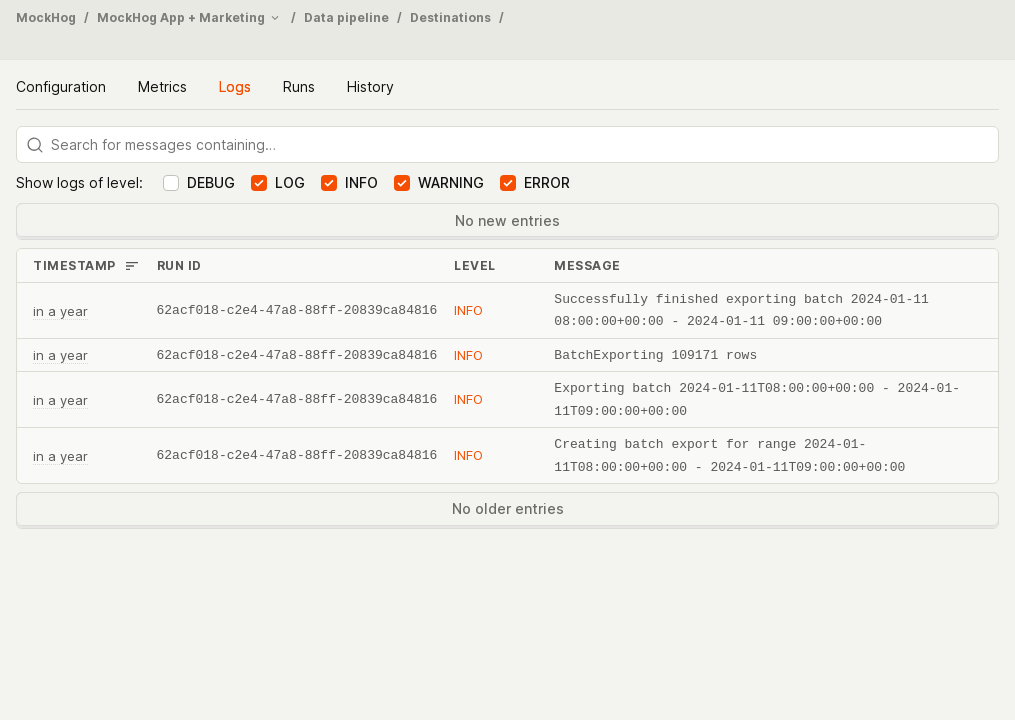 MockHog / MockHog App + Marketing / Data pipeline / Destinations /
Configuration Metrics Logs Runs History
Search for messages containing…
Show logs of level: DEBUG LOG INFO WARNING ERROR
No new entries
TIMESTAMP RUN ID LEVEL MESSAGE
in a year 62acf018-c2e4-47a8-88ff-20839ca84816 INFO Successfully finished exporting batch 2024-01-11
08:00:00+00:00 - 2024-01-11 09:00:00+00:00
in a year 62acf018-c2e4-47a8-88ff-20839ca84816 INFO BatchExporting 109171 rows
in a year 62acf018-c2e4-47a8-88ff-20839ca84816 INFO Exporting batch 2024-01-11T08:00:00+00:00 - 2024-01-
11T09:00:00+00:00
in a year 62acf018-c2e4-47a8-88ff-20839ca84816 INFO Creating batch export for range 2024-01-
11T08:00:00+00:00 - 2024-01-11T09:00:00+00:00
No older entries